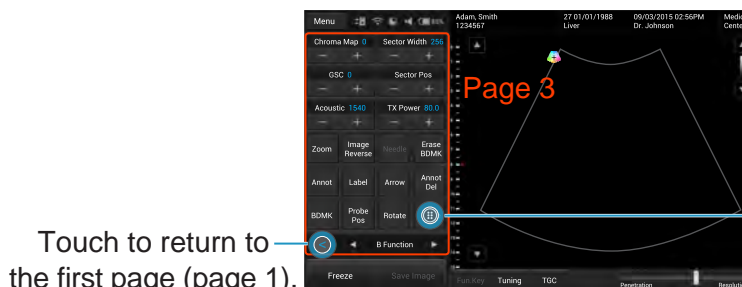 Menu 80%
Adam, Smith 27 01/01/1988 09/03/2015 02:56PM
1234567 Liver Dr. Johnson
Chroma Map 0 Sector Width 256
GSC 0 Sector Pos
Page 3
Acoustic 1540 TX Power 80.0
Zoom Image Reverse Needle Erase BDMK
Annot Label Arrow Annot Del
BDMK Probe Pos Rotate
Touch to return to
< B Function
the first page (page 1).
Freeze Save Image Fun Key Tuning TGC
Penetration